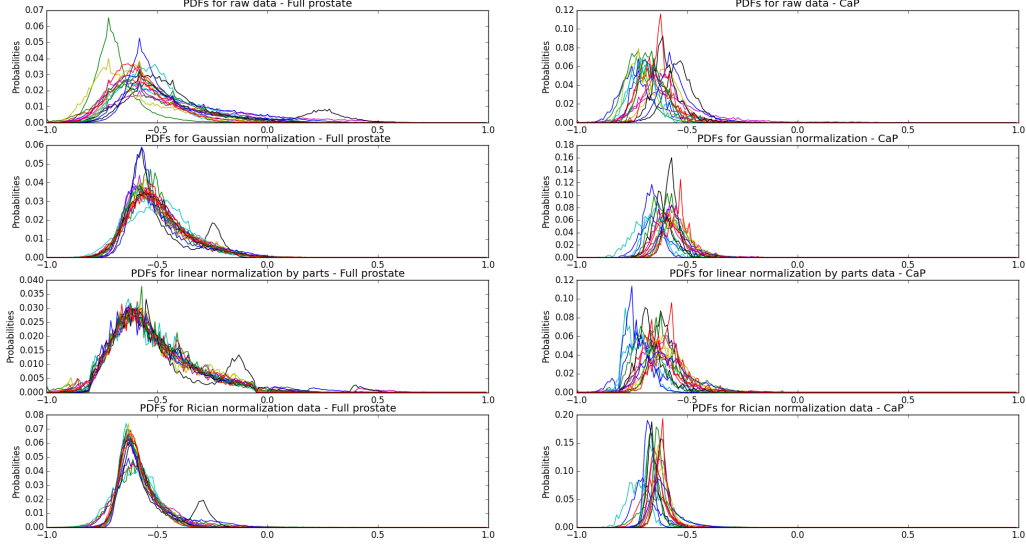 PDFs for raw data - Full prostate
0.07
0.06
0.05
0.04
0.03
0.02
0.01
0.00
Probabilities
−1.0 −0.5 0.0 0.5 1.0
PDFs for raw data - CaP
0.12
0.10
0.08
0.06
0.04
0.02
0.00
Probabilities
−1.0 −0.5 0.0 0.5 1.0
PDFs for Gaussian normalization - Full prostate
0.06
0.05
0.04
0.03
0.02
0.01
0.00
Probabilities
−1.0 −0.5 0.0 0.5 1.0
PDFs for Gaussian normalization - CaP
0.18
0.16
0.14
0.12
0.10
0.08
0.06
0.04
0.02
0.00
Probabilities
−1.0 −0.5 0.0 0.5 1.0
PDFs for linear normalization by parts - Full prostate
0.040
0.035
0.030
0.025
0.020
0.015
0.010
0.005
0.000
Probabilities
−1.0 −0.5 0.0 0.5 1.0
PDFs for linear normalization by parts data - CaP
0.12
0.10
0.08
0.06
0.04
0.02
0.00
Probabilities
−1.0 −0.5 0.0 0.5 1.0
PDFs for Rician normalization data - Full prostate
0.08
0.07
0.06
0.05
0.04
0.03
0.02
0.01
0.00
Probabilities
−1.0 −0.5 0.0 0.5 1.0
PDFs for Rician normalization data - CaP
0.20
0.15
0.10
0.05
0.00
Probabilities
−1.0 −0.5 0.0 0.5 1.0